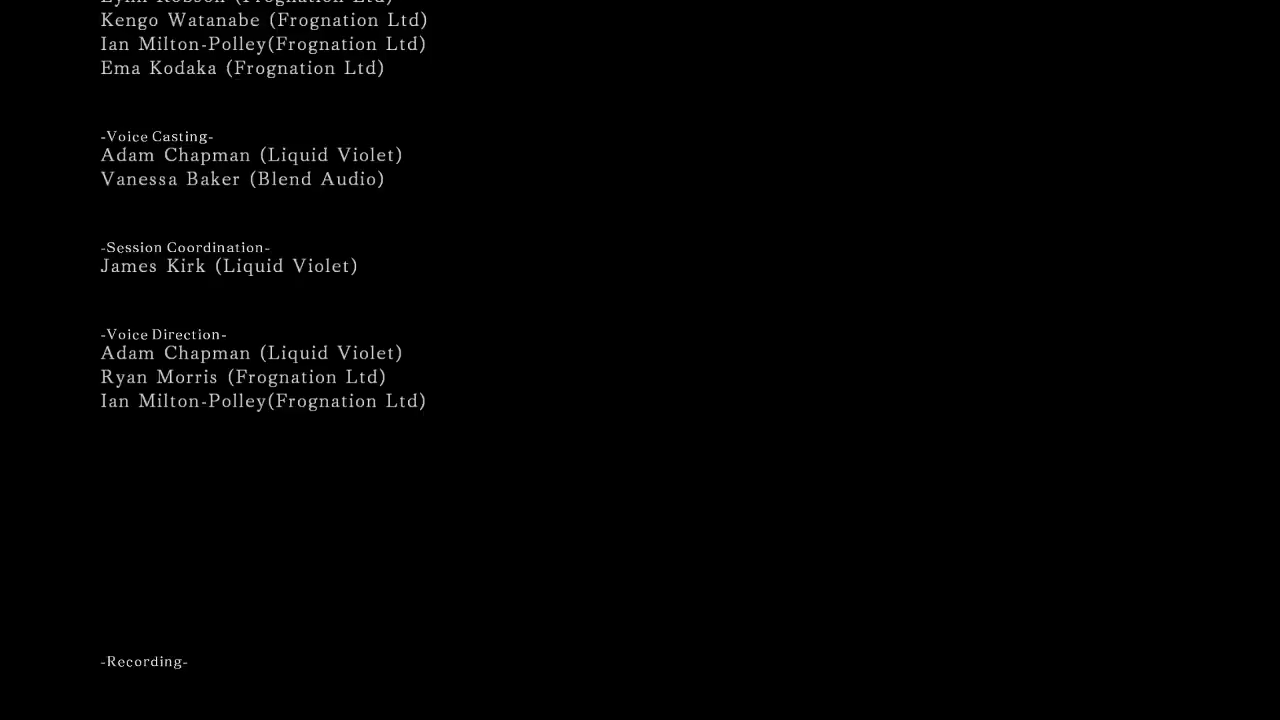 (Frognation Ltd)
Kengo Watanabe (Frognation Ltd)
Ian Milton-Polley(Frognation Ltd)
Ema Kodaka (Frognation Ltd)
-Voice Casting-
Adam Chapman (Liquid Violet)
Vanessa Baker (Blend Audio)
-Session Coordination-
James Kirk (Liquid Violet)
-Voice Direction-
Adam Chapman (Liquid Violet)
Ryan Morris (Frognation Ltd)
Ian Milton-Polley(Frognation Ltd)
-Recording-